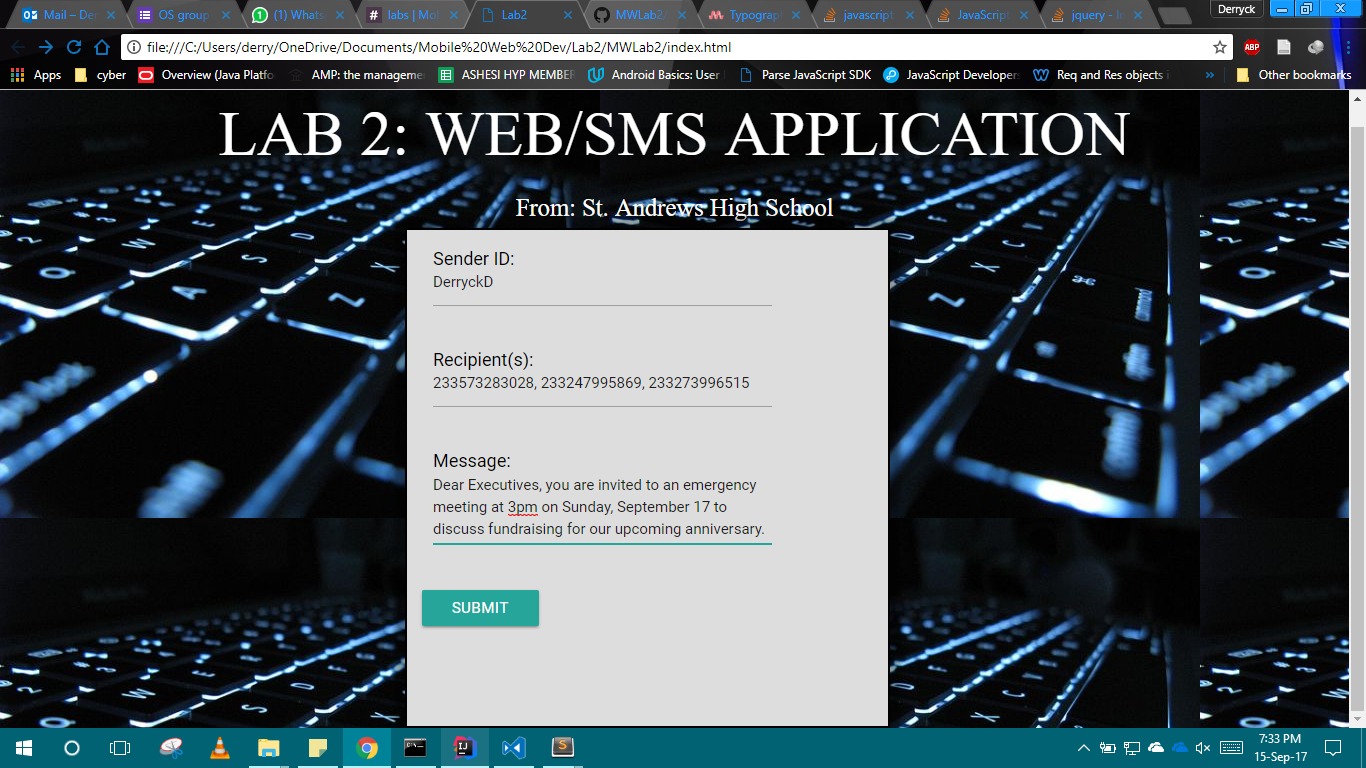 Mail – De
OS group
(1) Whats
labs | Mo
Lab2
MWLab2/
Typograp
javascript
JavaScript
jquery - I
Derryck
file:///C:/Users/derry/OneDrive/Documents/Mobile%20Web%20Dev/Lab2/MWLab2/index.html
ABP
Apps
cyber
Overview (Java Platfo
AMP: the manageme
ASHESI HYP MEMBER
Android Basics: User
Parse JavaScript SDK
JavaScript Developers
Req and Res objects i
»
Other bookmarks
LAB 2: WEB/SMS APPLICATION
From: St. Andrews High School
Sender ID:
DerryckD
Recipient(s):
233573283028, 233247995869, 233273996515
Message:
Dear Executives, you are invited to an emergency
meeting at 3pm on Sunday, September 17 to
discuss fundraising for our upcoming anniversary.
SUBMIT
7:33 PM
15-Sep-17